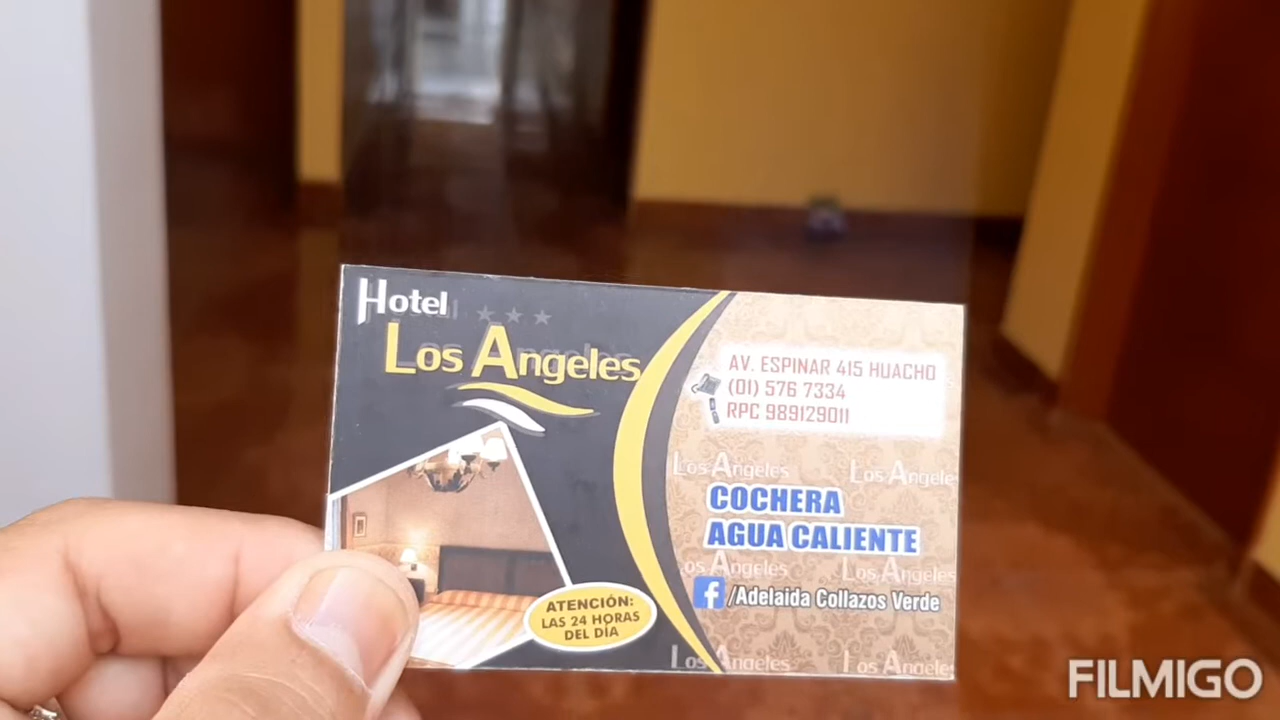 Hotel
Los Angeles
AV. ESPINAR 415 HUACHO
(01) 576 7334
RPC 989129011
Los Angeles Los Angeles
COCHERA
AGUA CALIENTE
Los Angeles Los Angeles
/Adelaida Collazos Verde
ATENCIÓN:
LAS 24 HORAS
DEL DÍA
Los Angeles Los Angeles
FILMIGO